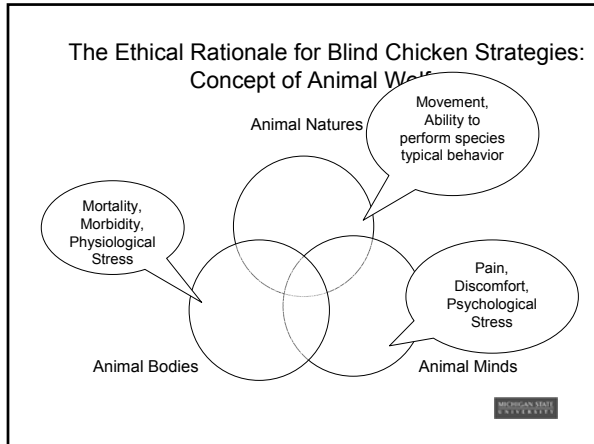 The Ethical Rationale for Blind Chicken Strategies:
Concept of Animal
Animal Natures
Movement,
Ability to
perform species
typical behavior
Mortality,
Morbidity,
Physiological
Stress
Pain,
Discomfort,
Psychological
Stress
Animal Bodies
Animal Minds
MICHIGAN STATE
UNIVERSITY